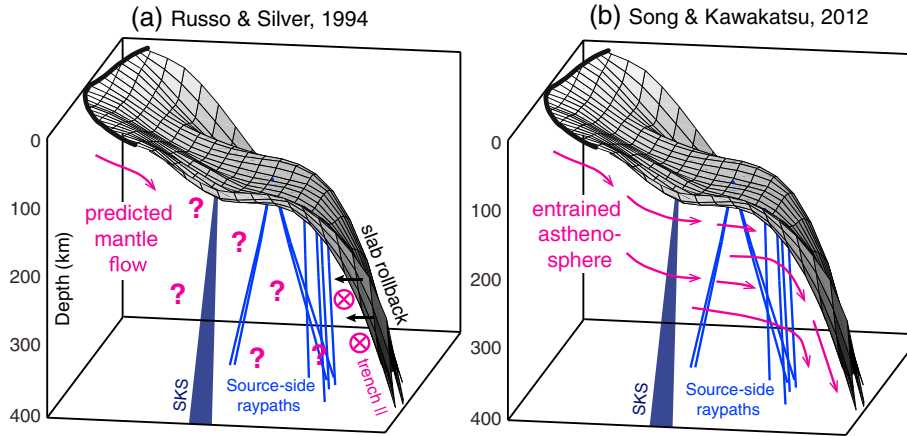 (a) Russo & Silver, 1994
0
100
200
300
400
Depth (km)
predicted
mantle
flow
?
?
?
?
?
?
slab rollback
trench ||
SKS
Source-side
raypaths
(b) Song & Kawakatsu, 2012
0
100
200
300
400
entrained
astheno-
sphere
SKS
Source-side
raypaths